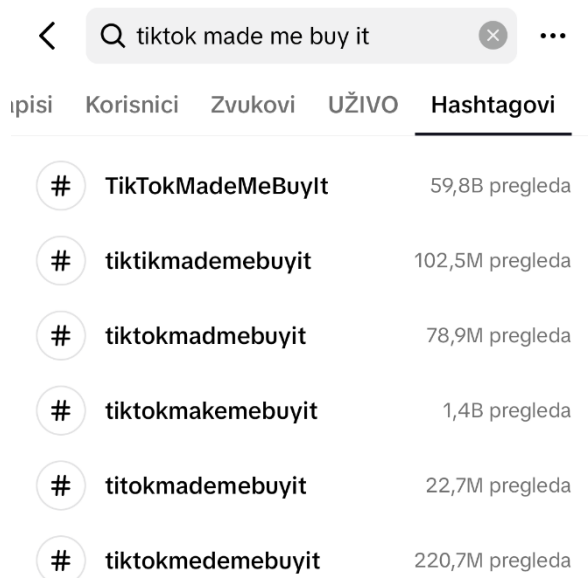 tiktok made me buy it
pisi Korisnici Zvukovi UŽIVO Hashtagovi
# TikTokMadeMeBuyIt 59,8B pregleda
# tiktikmademebuyit 102,5M pregleda
# tiktokmadmebuyit 78,9M pregleda
# tiktokmakemebuyit 1,4B pregleda
# titokmademebuyit 22,7M pregleda
# tiktokmedemebuyit 220,7M pregleda